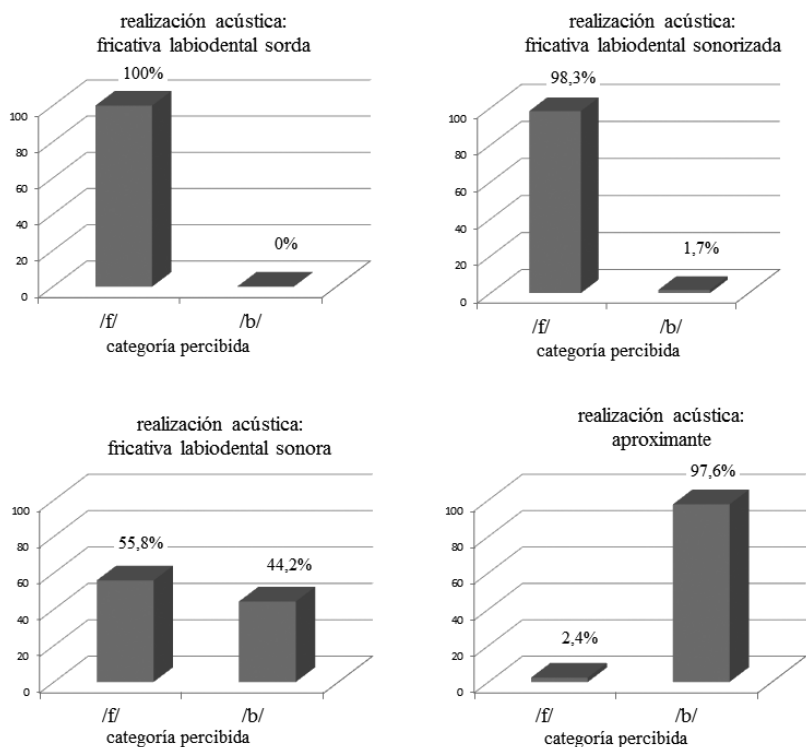 realización acústica:
fricativa labiodental sorda
100%
0%
100
80
60
40
20
0
/f/ /b/
categoría percibida
realización acústica:
fricativa labiodental sonorizada
98,3%
1,7%
100
80
60
40
20
0
/f/ /b/
categoría percibida
realización acústica:
fricativa labiodental sonora
55,8%
44,2%
100
80
60
40
20
0
/f/ /b/
categoría percibida
realización acústica:
aproximante
97,6%
2,4%
100
80
60
40
20
0
/f/ /b/
categoría percibida